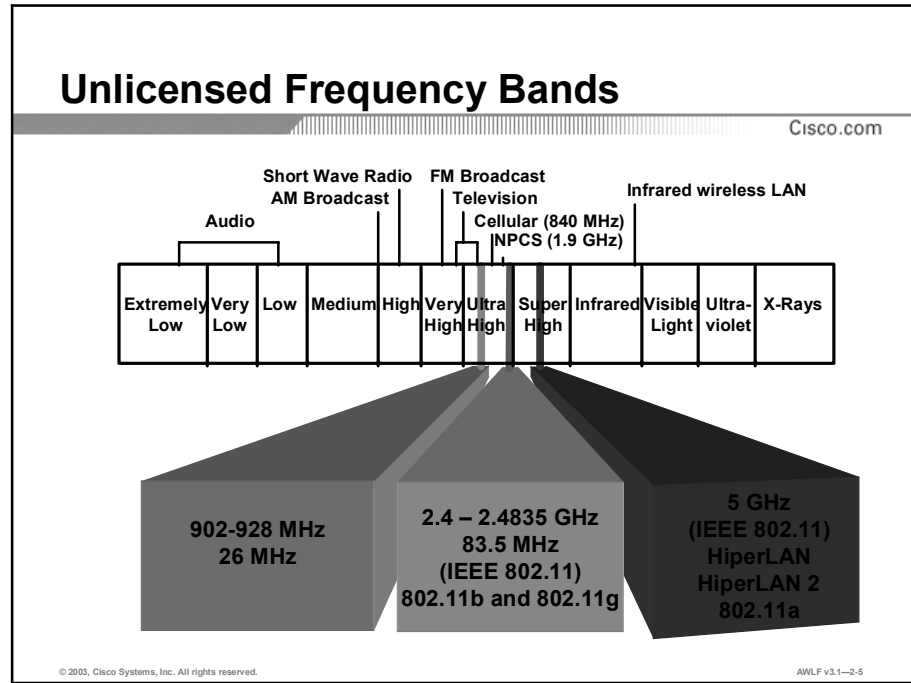 Unlicensed Frequency Bands
Cisco.com
Short Wave Radio
FM Broadcast
AM Broadcast
Television
Infrared wireless LAN
Audio
Cellular (840 MHz)
NPCS (1.9 GHz)
Extremely
Low
Very
Low
Low
Medium
High
Very
High
Ultra
High
Super
High
Infrared
Visible
Light
Ultra-
violet
X-Rays
902-928 MHz
26 MHz
2.4 – 2.4835 GHz
83.5 MHz
(IEEE 802.11)
802.11b and 802.11g
5 GHz
(IEEE 802.11)
HiperLAN
HiperLAN 2
802.11a
© 2003, Cisco Systems, Inc. All rights reserved.
AWLF v3.1—2-5